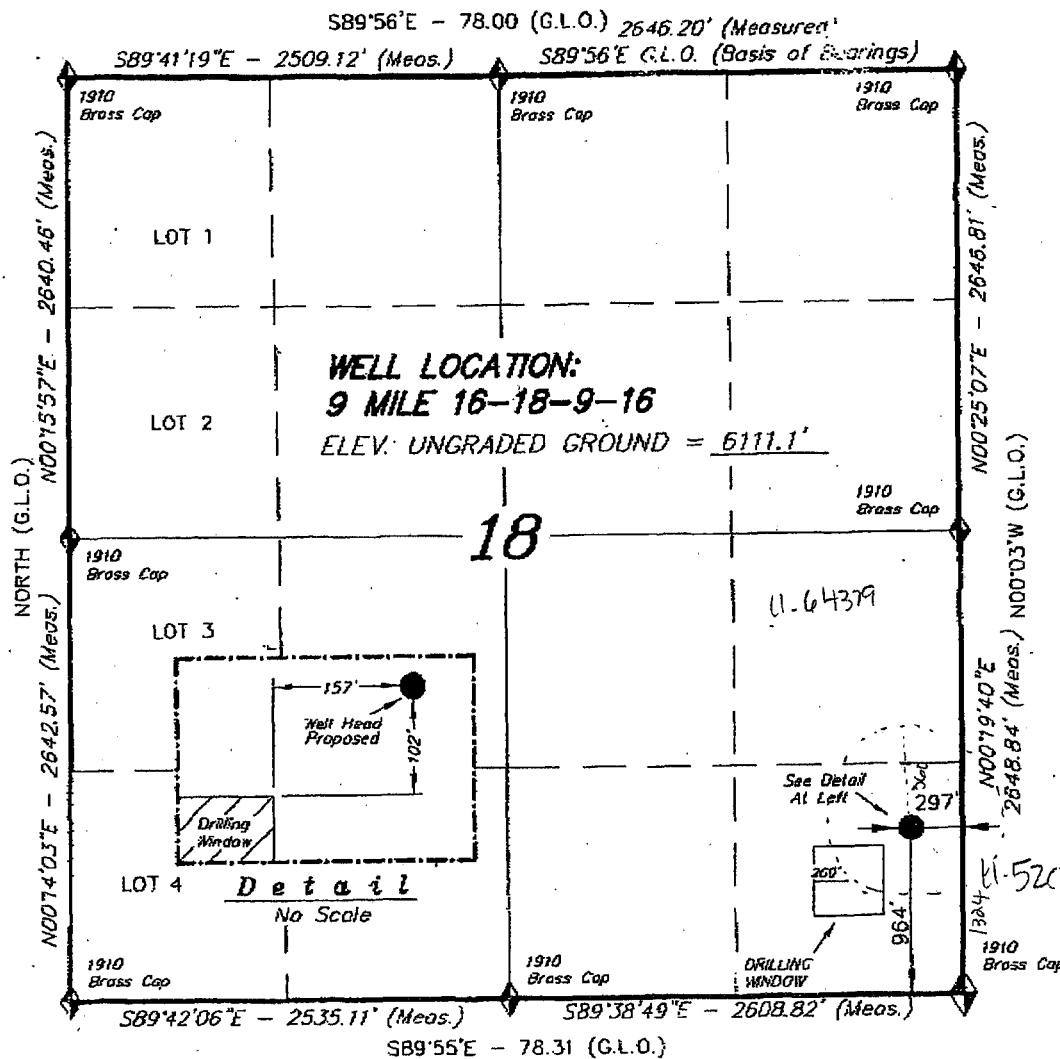 S89°56'E - 78.00 (G.L.O.)
2646.20' (Measured)
S89°41'19"E - 2509.12' (Meas.)
S89°56'E G.L.O. (Basis of Bearings)
1910
Brass Cap
1910
Brass Cap
1910
Brass Cap
N00°15'57"E - 2640.46' (Meas.)
LOT 1
N00°25'07"E - 2645.81' (Meas.)
WELL LOCATION:
9 MILE 16-18-9-16
ELEV. UNGRADED GROUND = 6111.1'
LOT 2
NORTH (G.L.O.)
1910
Brass Cap
1910
Brass Cap
18
N00°03'W (G.L.O.)
LOT 3
N00°14'03"E - 2642.57' (Meas.)
157'
Well Head
Proposed
102'
Drilling
Window
Detail
No Scale
LOT 4
N00°19'40"E
2648.84' (Meas.)
See Detail
At Left
560
297'
260'
964'
1324
DRILLING
WINDOW
1910
Brass Cap
1910
Brass Cap
1910
Brass Cap
S89°42'06"E - 2535.11' (Meas.)
S89°38'49"E - 2608.82' (Meas.)
S89°55'E - 78.31 (G.L.O.)